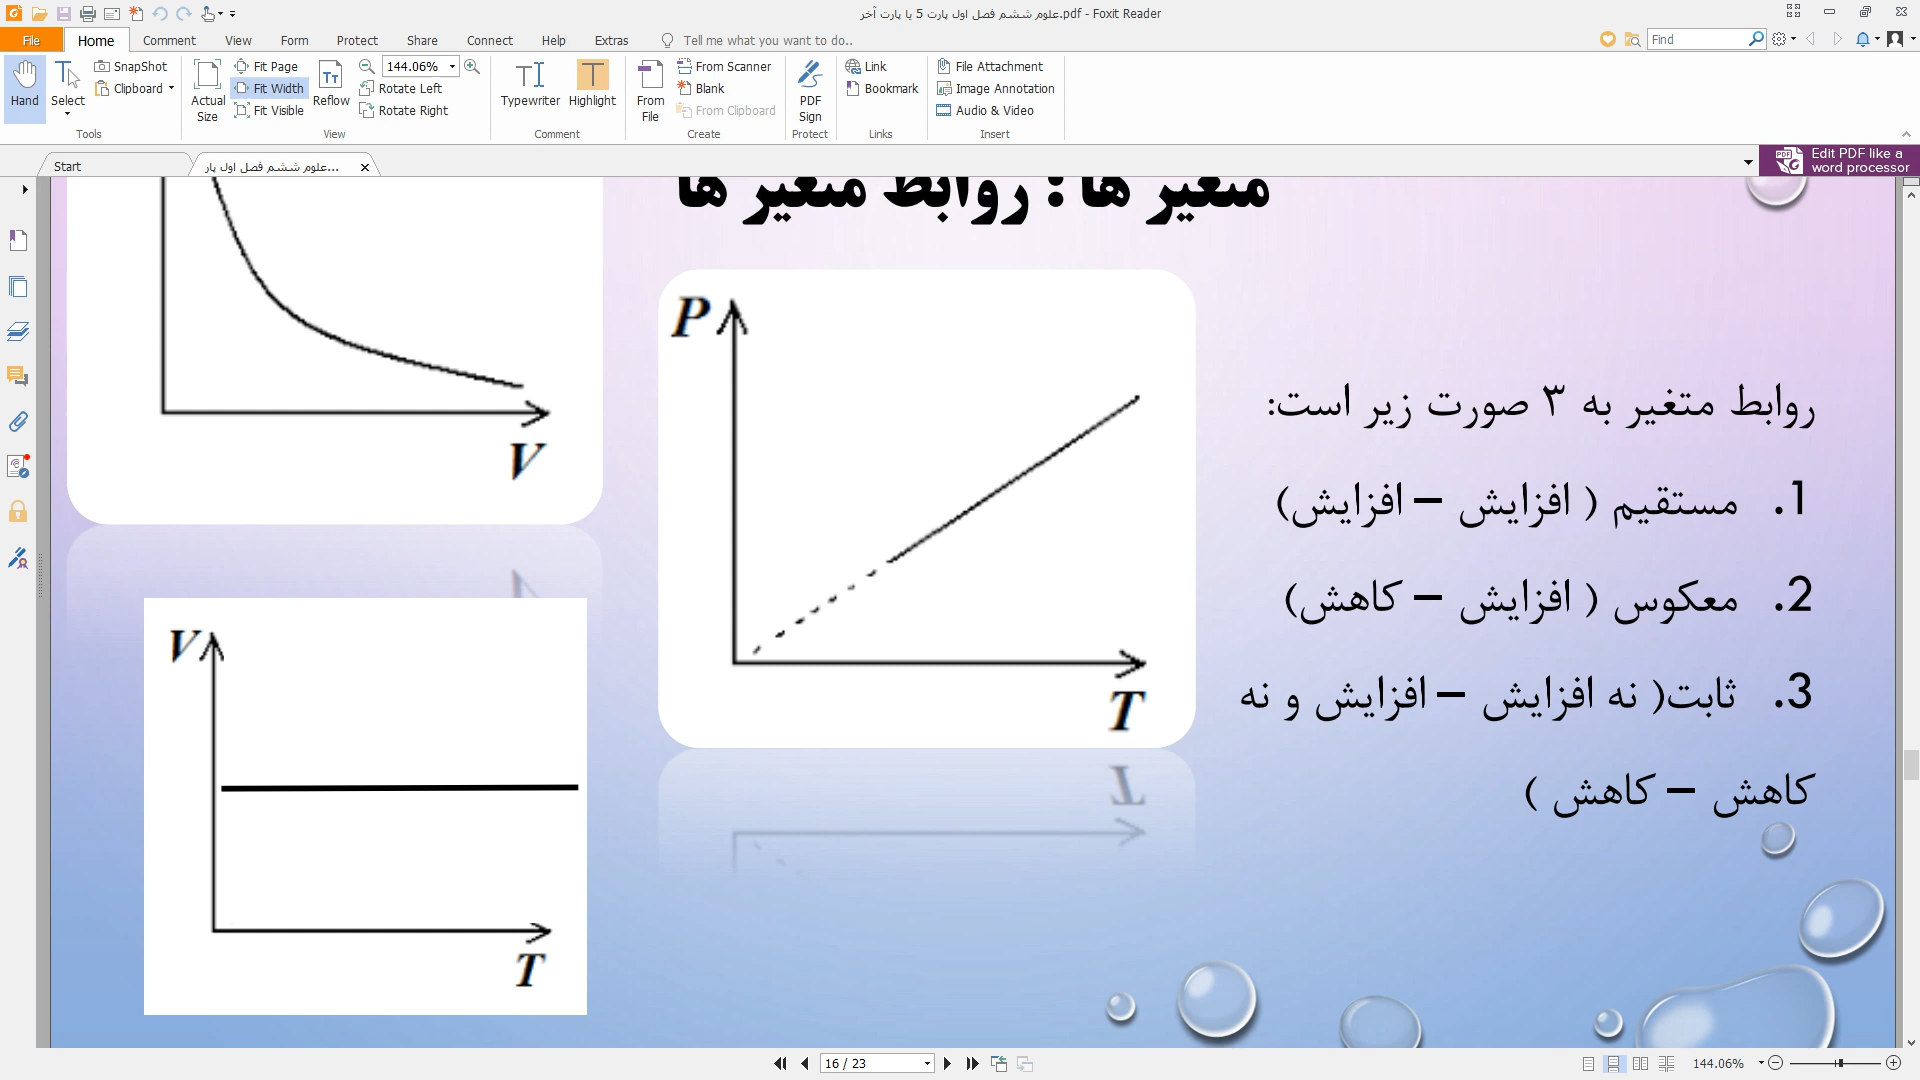 علوم ششم فصل اول پارت 5 یا پارت آخر.pdf - Foxit Reader
File
Home
Comment
View
Form
Protect
Share
Connect
Help
Extras
Tell me what you want to do..
Find
Hand
Select
SnapShot
Clipboard
Tools
Actual Size
Fit Page
Fit Width
Fit Visible
Reflow
144.06%
Rotate Left
Rotate Right
View
Typewriter
Highlight
Comment
From File
From Scanner
Blank
From Clipboard
Create
PDF Sign
Protect
Link
Bookmark
Links
File Attachment
Image Annotation
Audio & Video
Insert
Start
علوم ششم فصل اول پار...
Edit PDF like a
word processor
متغیر ها : روابط متغیر ها
روابط متغیر به ۳ صورت زیر است:
1. مستقیم ( افزایش – افزایش)
2. معکوس ( افزایش – کاهش)
3. ثابت( نه افزایش – افزایش و نه
کاهش – کاهش )
V
P
T
V
T
16 / 23
144.06%